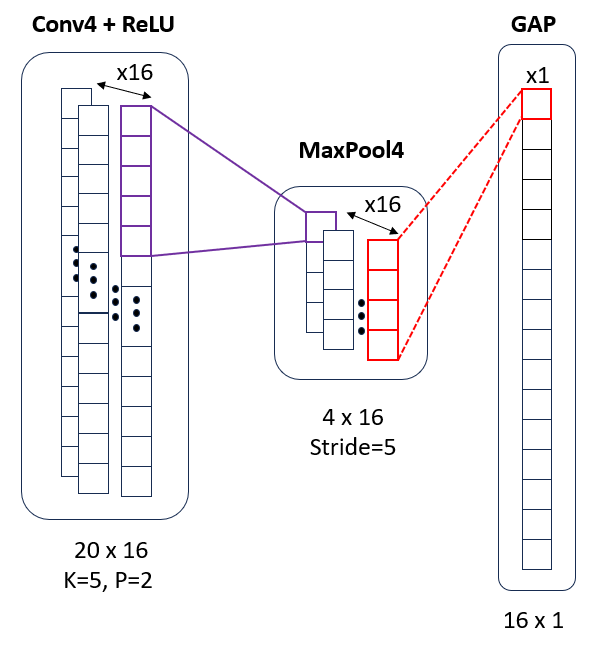 Conv4 + ReLU
x16
20 x 16
K=5, P=2
MaxPool4
x16
4 x 16
Stride=5
GAP
x1
16 x 1